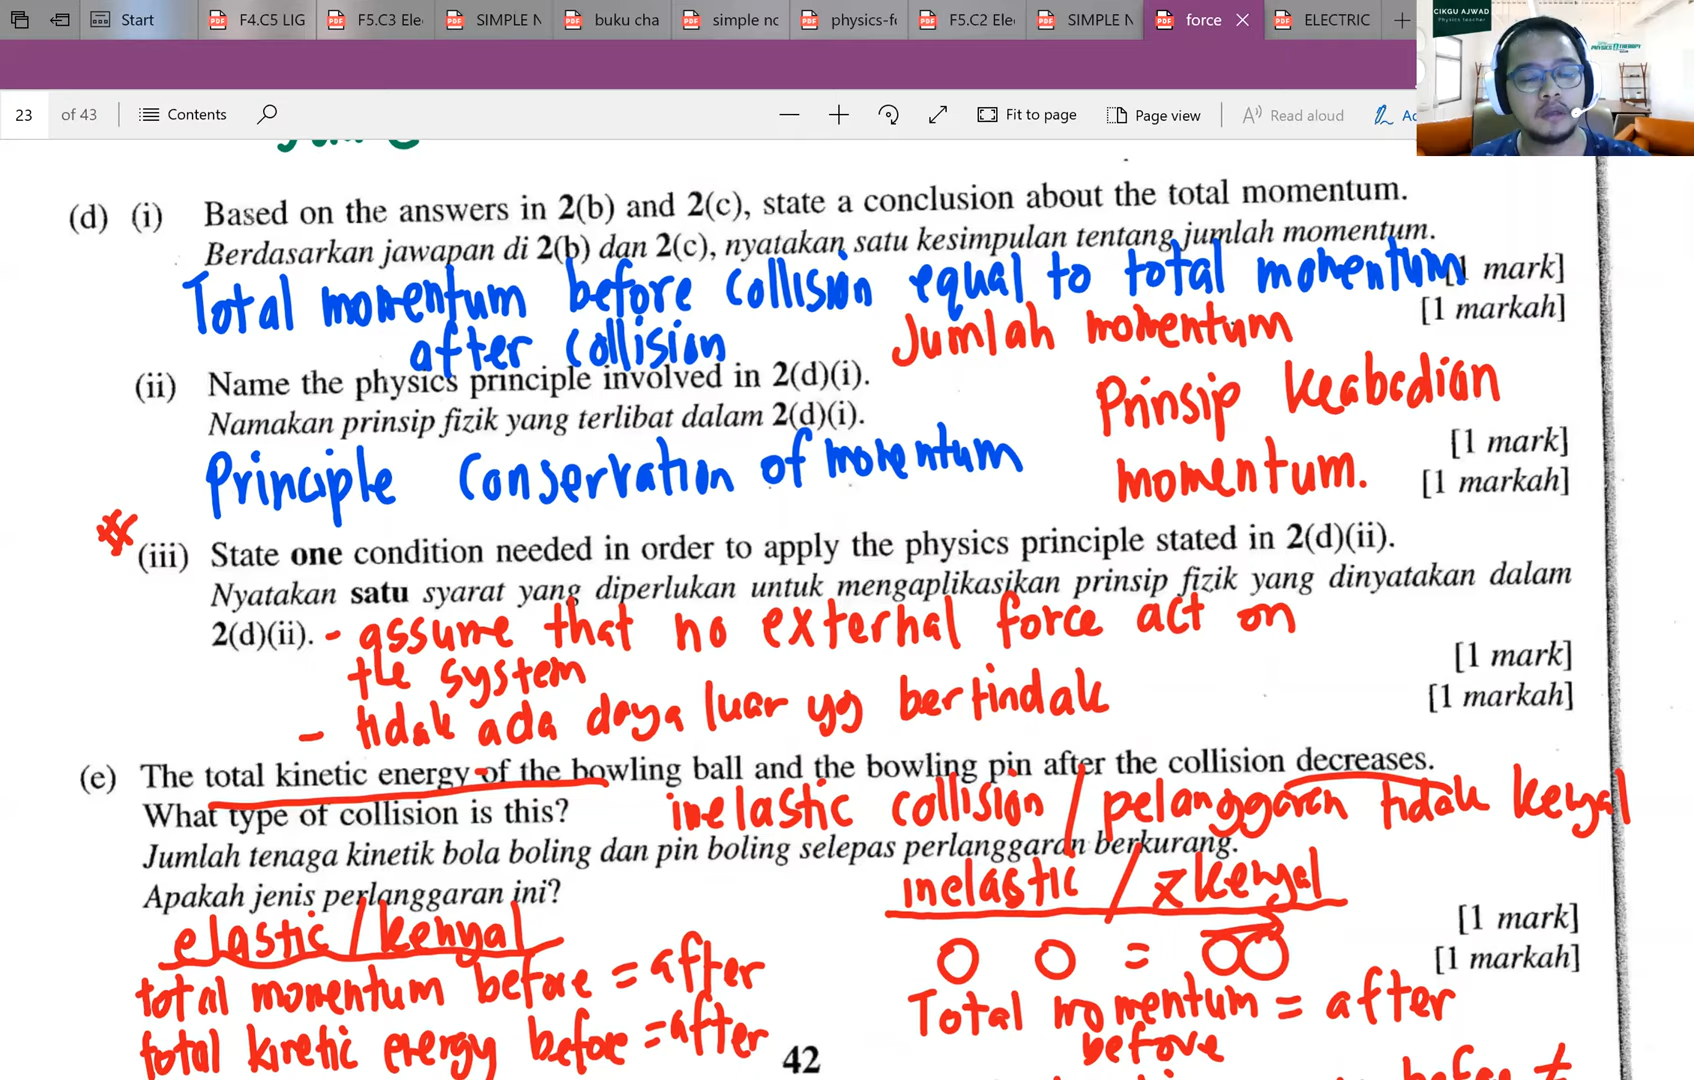 Start
F4.C5 LIG
F5.C3 Ele
SIMPLE N
buku cha
simple nc
physics-f
F5.C2 Ele
SIMPLE N
force
ELECTRIC
CIKGU AJWAD
Physics teacher
PHYSICS THERAPY
23 of 43
Contents
Fit to page
Page view
Read aloud
(d) (i) Based on the answers in 2(b) and 2(c), state a conclusion about the total momentum.
Berdasarkan jawapan di 2(b) dan 2(c), nyatakan satu kesimpulan tentang jumlah momentum.
Total momentum before collision equal to total momentum
mark]
[1 markah]
after collision
Jumlah momentum
(ii) Name the physics principle involved in 2(d)(i).
Namakan prinsip fizik yang terlibat dalam 2(d)(i).
Prinsip keabadian
momentum.
Principle conservation of momentum
[1 mark]
[1 markah]
(iii) State one condition needed in order to apply the physics principle stated in 2(d)(ii).
Nyatakan satu syarat yang diperlukan untuk mengaplikasikan prinsip fizik yang dinyatakan dalam
2(d)(ii). - assume that no external force act on
the system
- tidak ada daya luar yg bertindak
[1 mark]
[1 markah]
(e) The total kinetic energy of the bowling ball and the bowling pin after the collision decreases.
What type of collision is this?
inelastic collision / pelanggaran tidak kenyal
Jumlah tenaga kinetik bola boling dan pin boling selepas perlanggaran berkurang.
Apakah jenis perlanggaran ini?
[1 mark]
[1 markah]
elastic / kenyal
total momentum before = after
total kinetic energy before = after
inelastic / x kenyal
O O = OO
Total momentum = after
before
before ≠
42